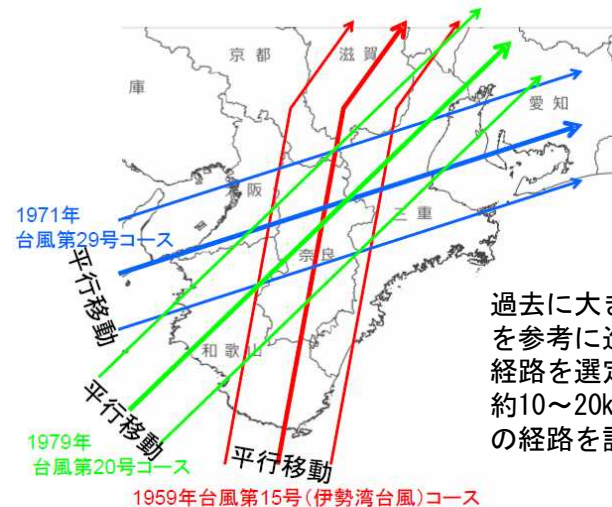 京都
滋賀
庫
愛知
阪
三重
奈良
和歌山
1971年
台風第29号コース
平行移動
1979年
台風第20号コース
平行移動
平行移動
1959年台風第15号(伊勢湾台風)コース
過去に大き
を参考に
経路を選定
約10～20k
の経路を